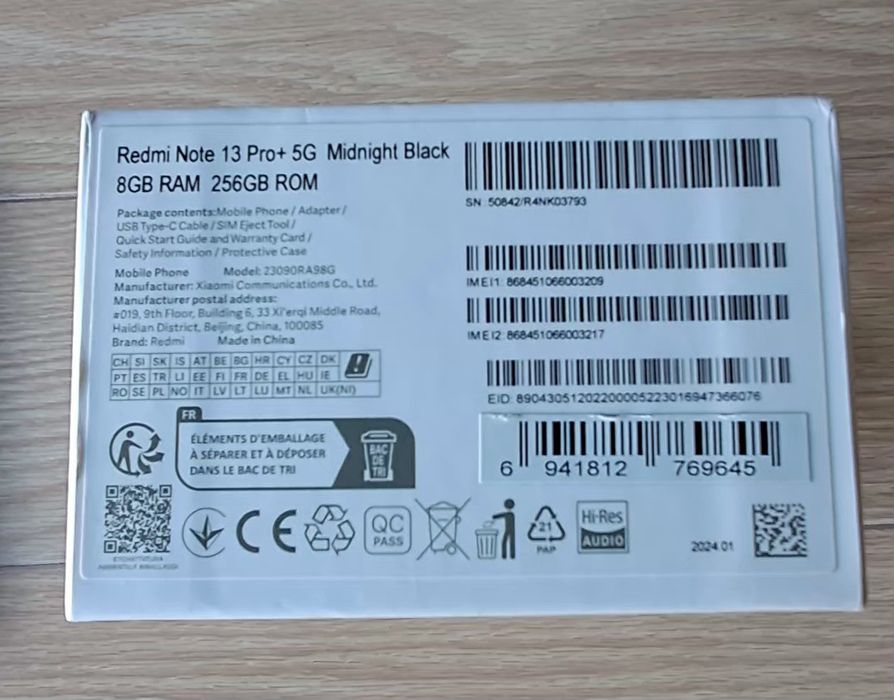 Redmi Note 13 Pro+ 5G Midnight Black
8GB RAM 256GB ROM
Package contents:Mobile Phone / Adapter /
USB Type-C Cable / SIM Eject Tool /
Quick Start Guide and Warranty Card /
Safety Information / Protective Case
Mobile Phone Model: 23090RA98G
Manufacturer: Xiaomi Communications Co., Ltd.
Manufacturer postal address:
#019, 9th Floor, Building 6, 33 Xi'erqi Middle Road,
Haidian District, Beijing, China, 100085
Brand: Redmi Made in China
CH SI SK IS AT BE BG HR CY CZ DK
PT ES TR LI EE FI FR DE EL HU IE
RO SE PL NO IT LV LT LU MT NL UK(NI)
SN: 50842/R4NK03793
IMEI1: 868451066003209
IMEI2: 868451066003217
EID: 89043051202200005223016947366076
6 941812 769645
FR
ÉLÉMENTS D'EMBALLAGE
À SÉPARER ET À DÉPOSER
DANS LE BAC DE TRI
BAC
DE
TRI
CE
QC
PASS
21
PAP
Hi-Res
AUDIO
2024.01